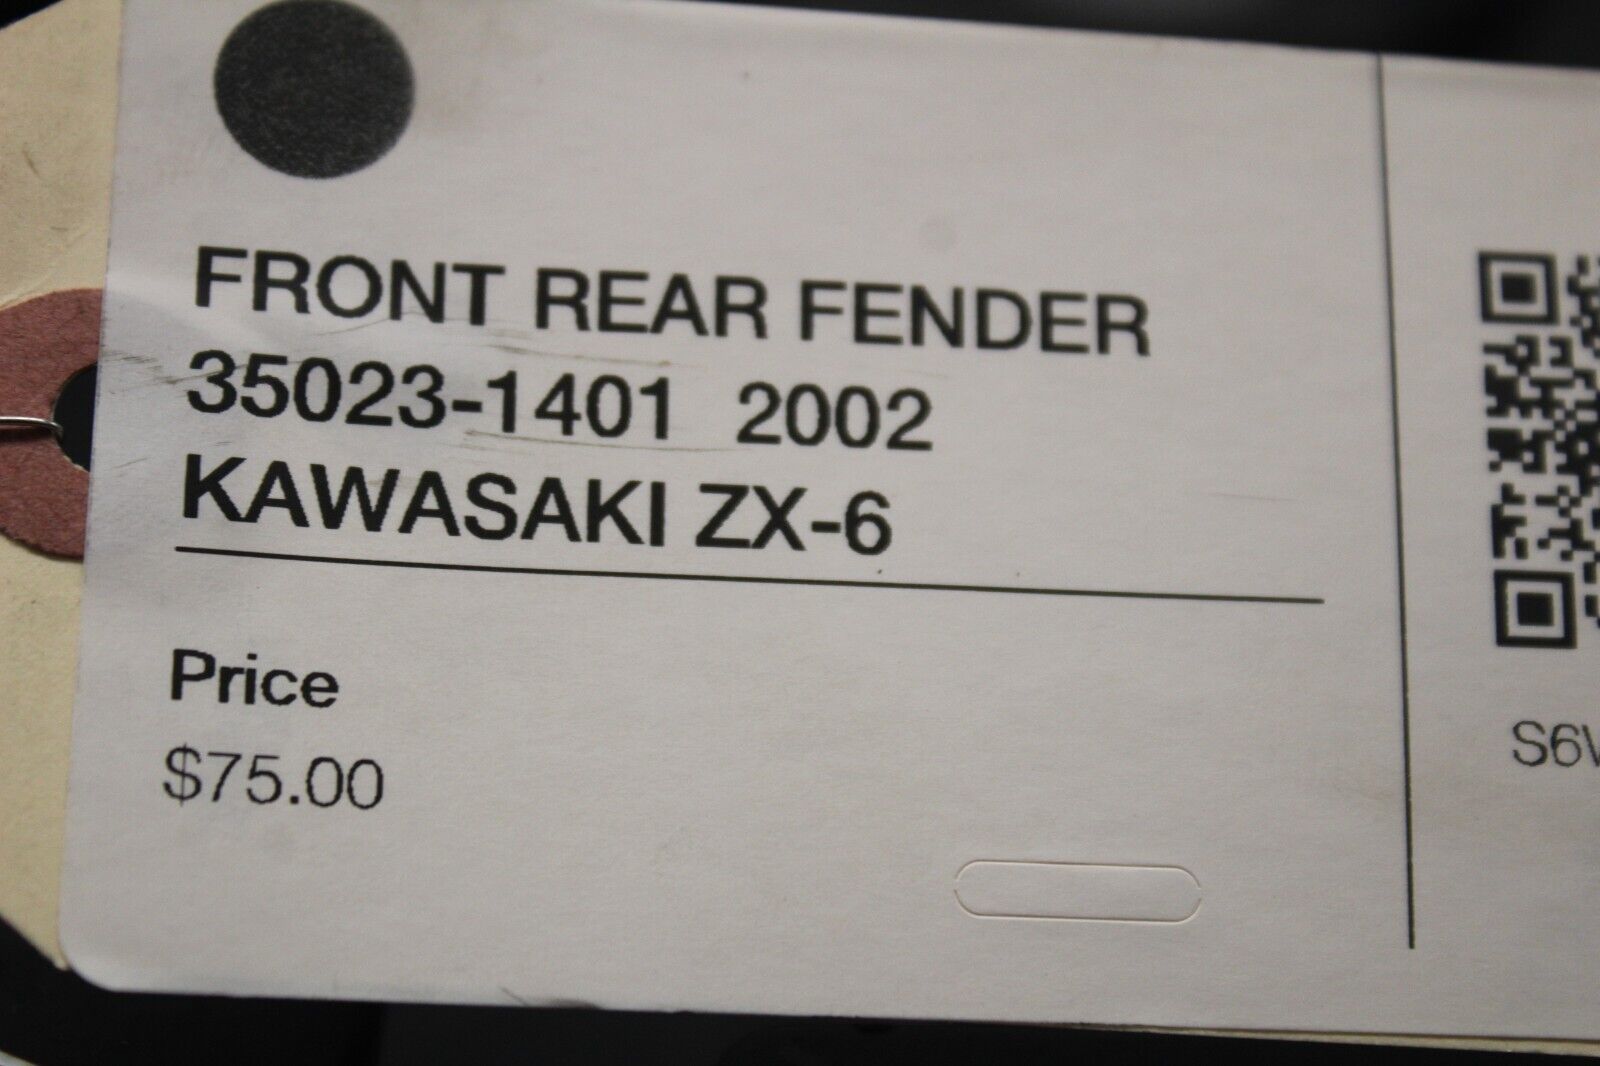 FRONT REAR FENDER
35023-1401 2002
KAWASAKI ZX-6
Price
$75.00